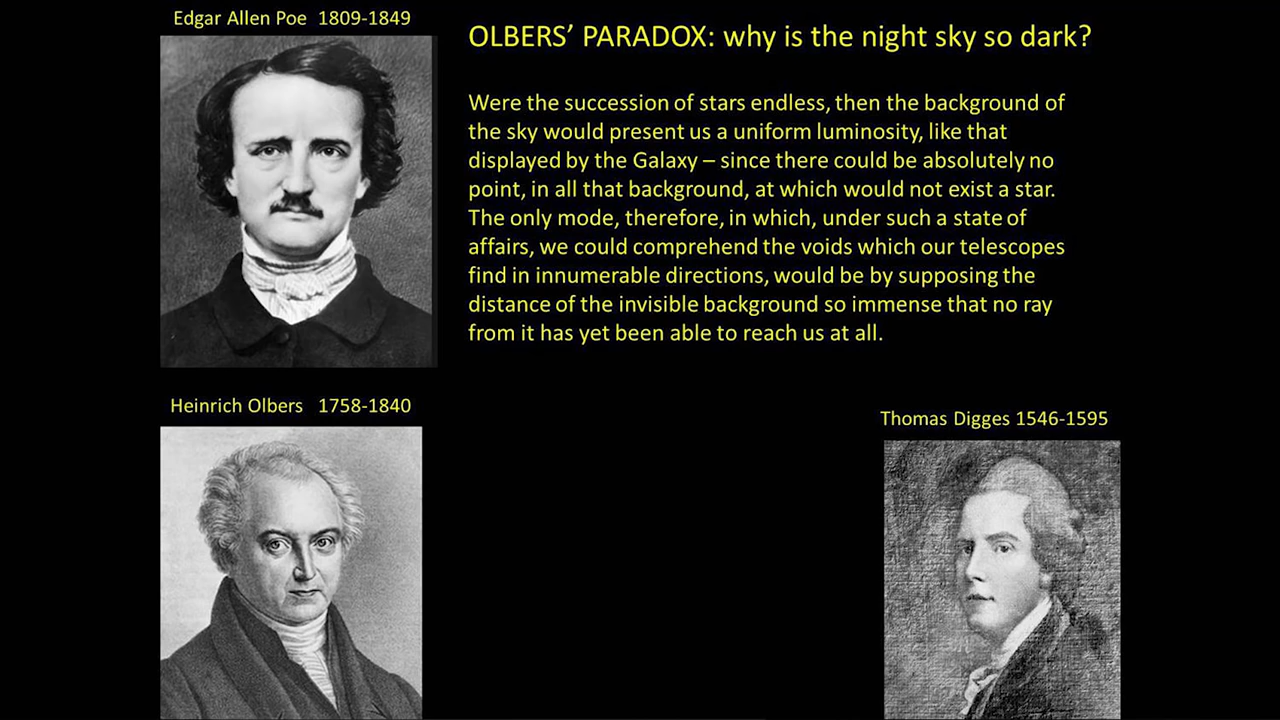 Edgar Allen Poe 1809-1849
OLBERS’ PARADOX: why is the night sky so dark?
Were the succession of stars endless, then the background of
the sky would present us a uniform luminosity, like that
displayed by the Galaxy – since there could be absolutely no
point, in all that background, at which would not exist a star.
The only mode, therefore, in which, under such a state of
affairs, we could comprehend the voids which our telescopes
find in innumerable directions, would be by supposing the
distance of the invisible background so immense that no ray
from it has yet been able to reach us at all.
Heinrich Olbers 1758-1840
Thomas Digges 1546-1595